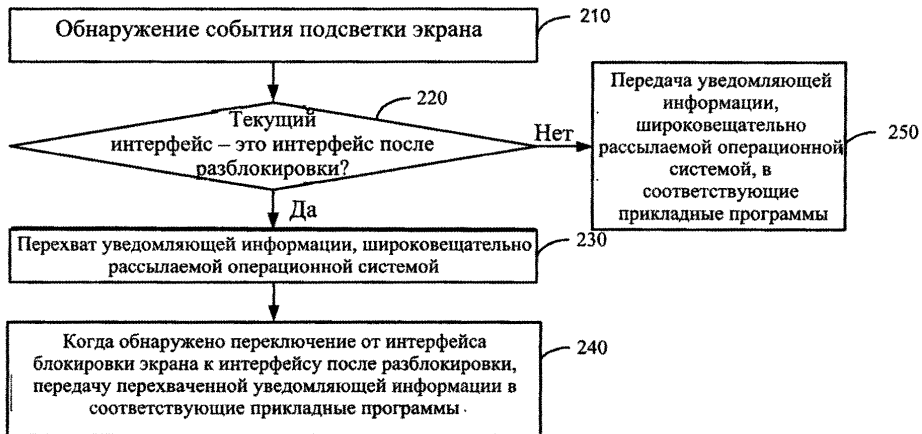 Обнаружение события подсветки экрана
210
220
Текущий
интерфейс – это интерфейс после
разблокировки?
Нет
Передача уведомляющей
информации,
широковещательно
рассылаемой операционной
системой, в
соответствующие
прикладные программы
250
Да
Перехват уведомляющей информации, широковещательно
рассылаемой операционной системой
230
Когда обнаружено переключение от интерфейса
блокировки экрана к интерфейсу после разблокировки,
передачу перехваченной уведомляющей информации в
соответствующие прикладные программы
240